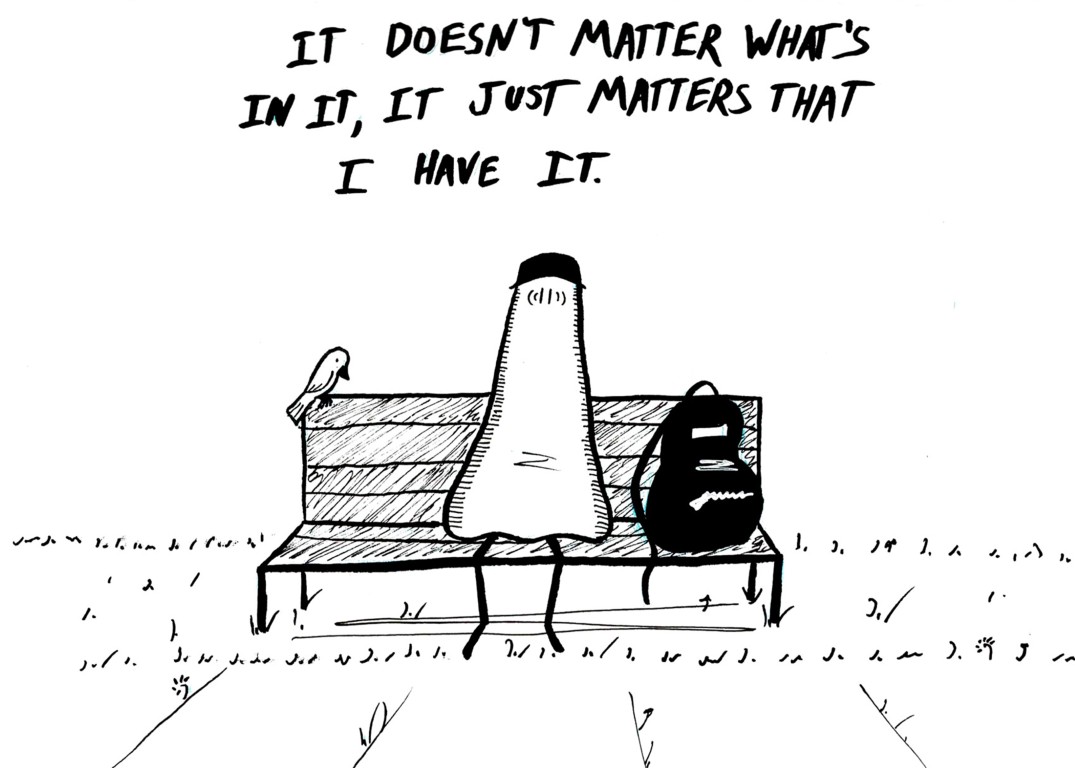 IT DOESN'T MATTER WHAT'S
IN IT, IT JUST MATTERS THAT
I HAVE IT.